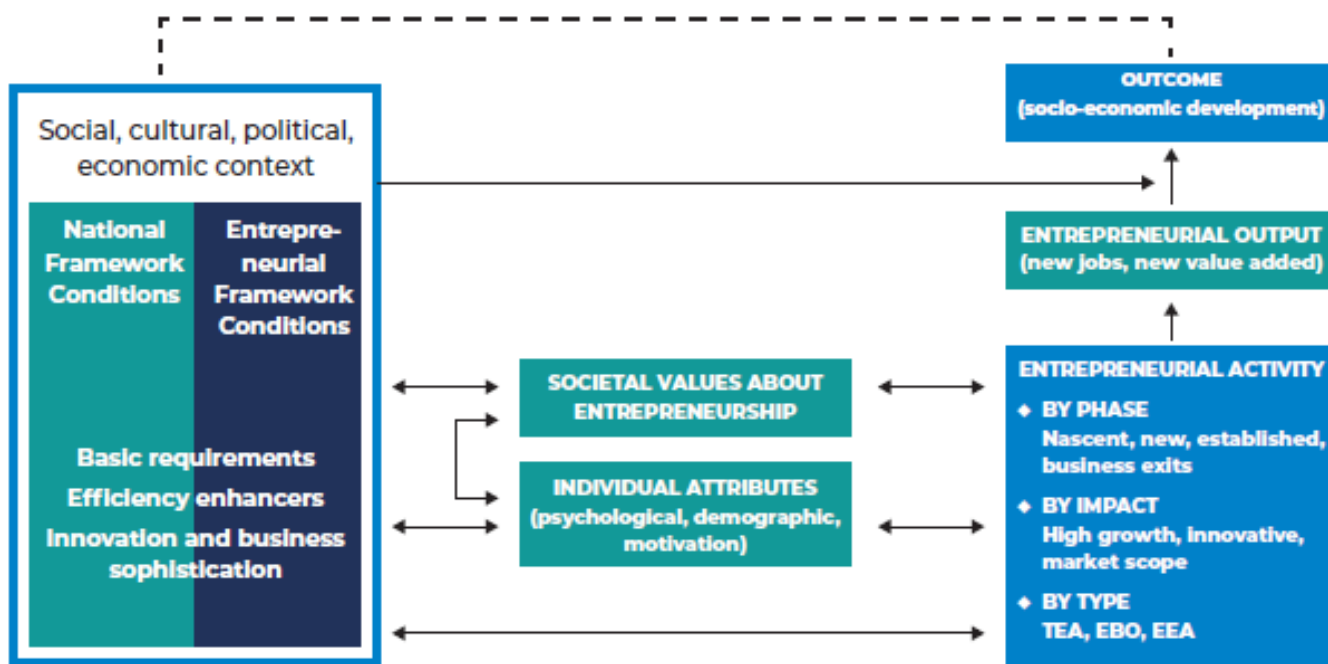 Social, cultural, political,
economic context
National
Framework
Conditions
Entrepre-
neurial
Framework
Conditions
Basic requirements
Efficiency enhancers
Innovation and business
sophistication
SOCIETAL VALUES ABOUT
ENTREPRENEURSHIP
INDIVIDUAL ATTRIBUTES
(psychological, demographic,
motivation)
OUTCOME
(socio-economic development)
ENTREPRENEURIAL OUTPUT
(new jobs, new value added)
ENTREPRENEURIAL ACTIVITY
◆ BY PHASE
Nascent, new, established,
business exits
◆ BY IMPACT
High growth, innovative,
market scope
◆ BY TYPE
TEA, EBO, EEA